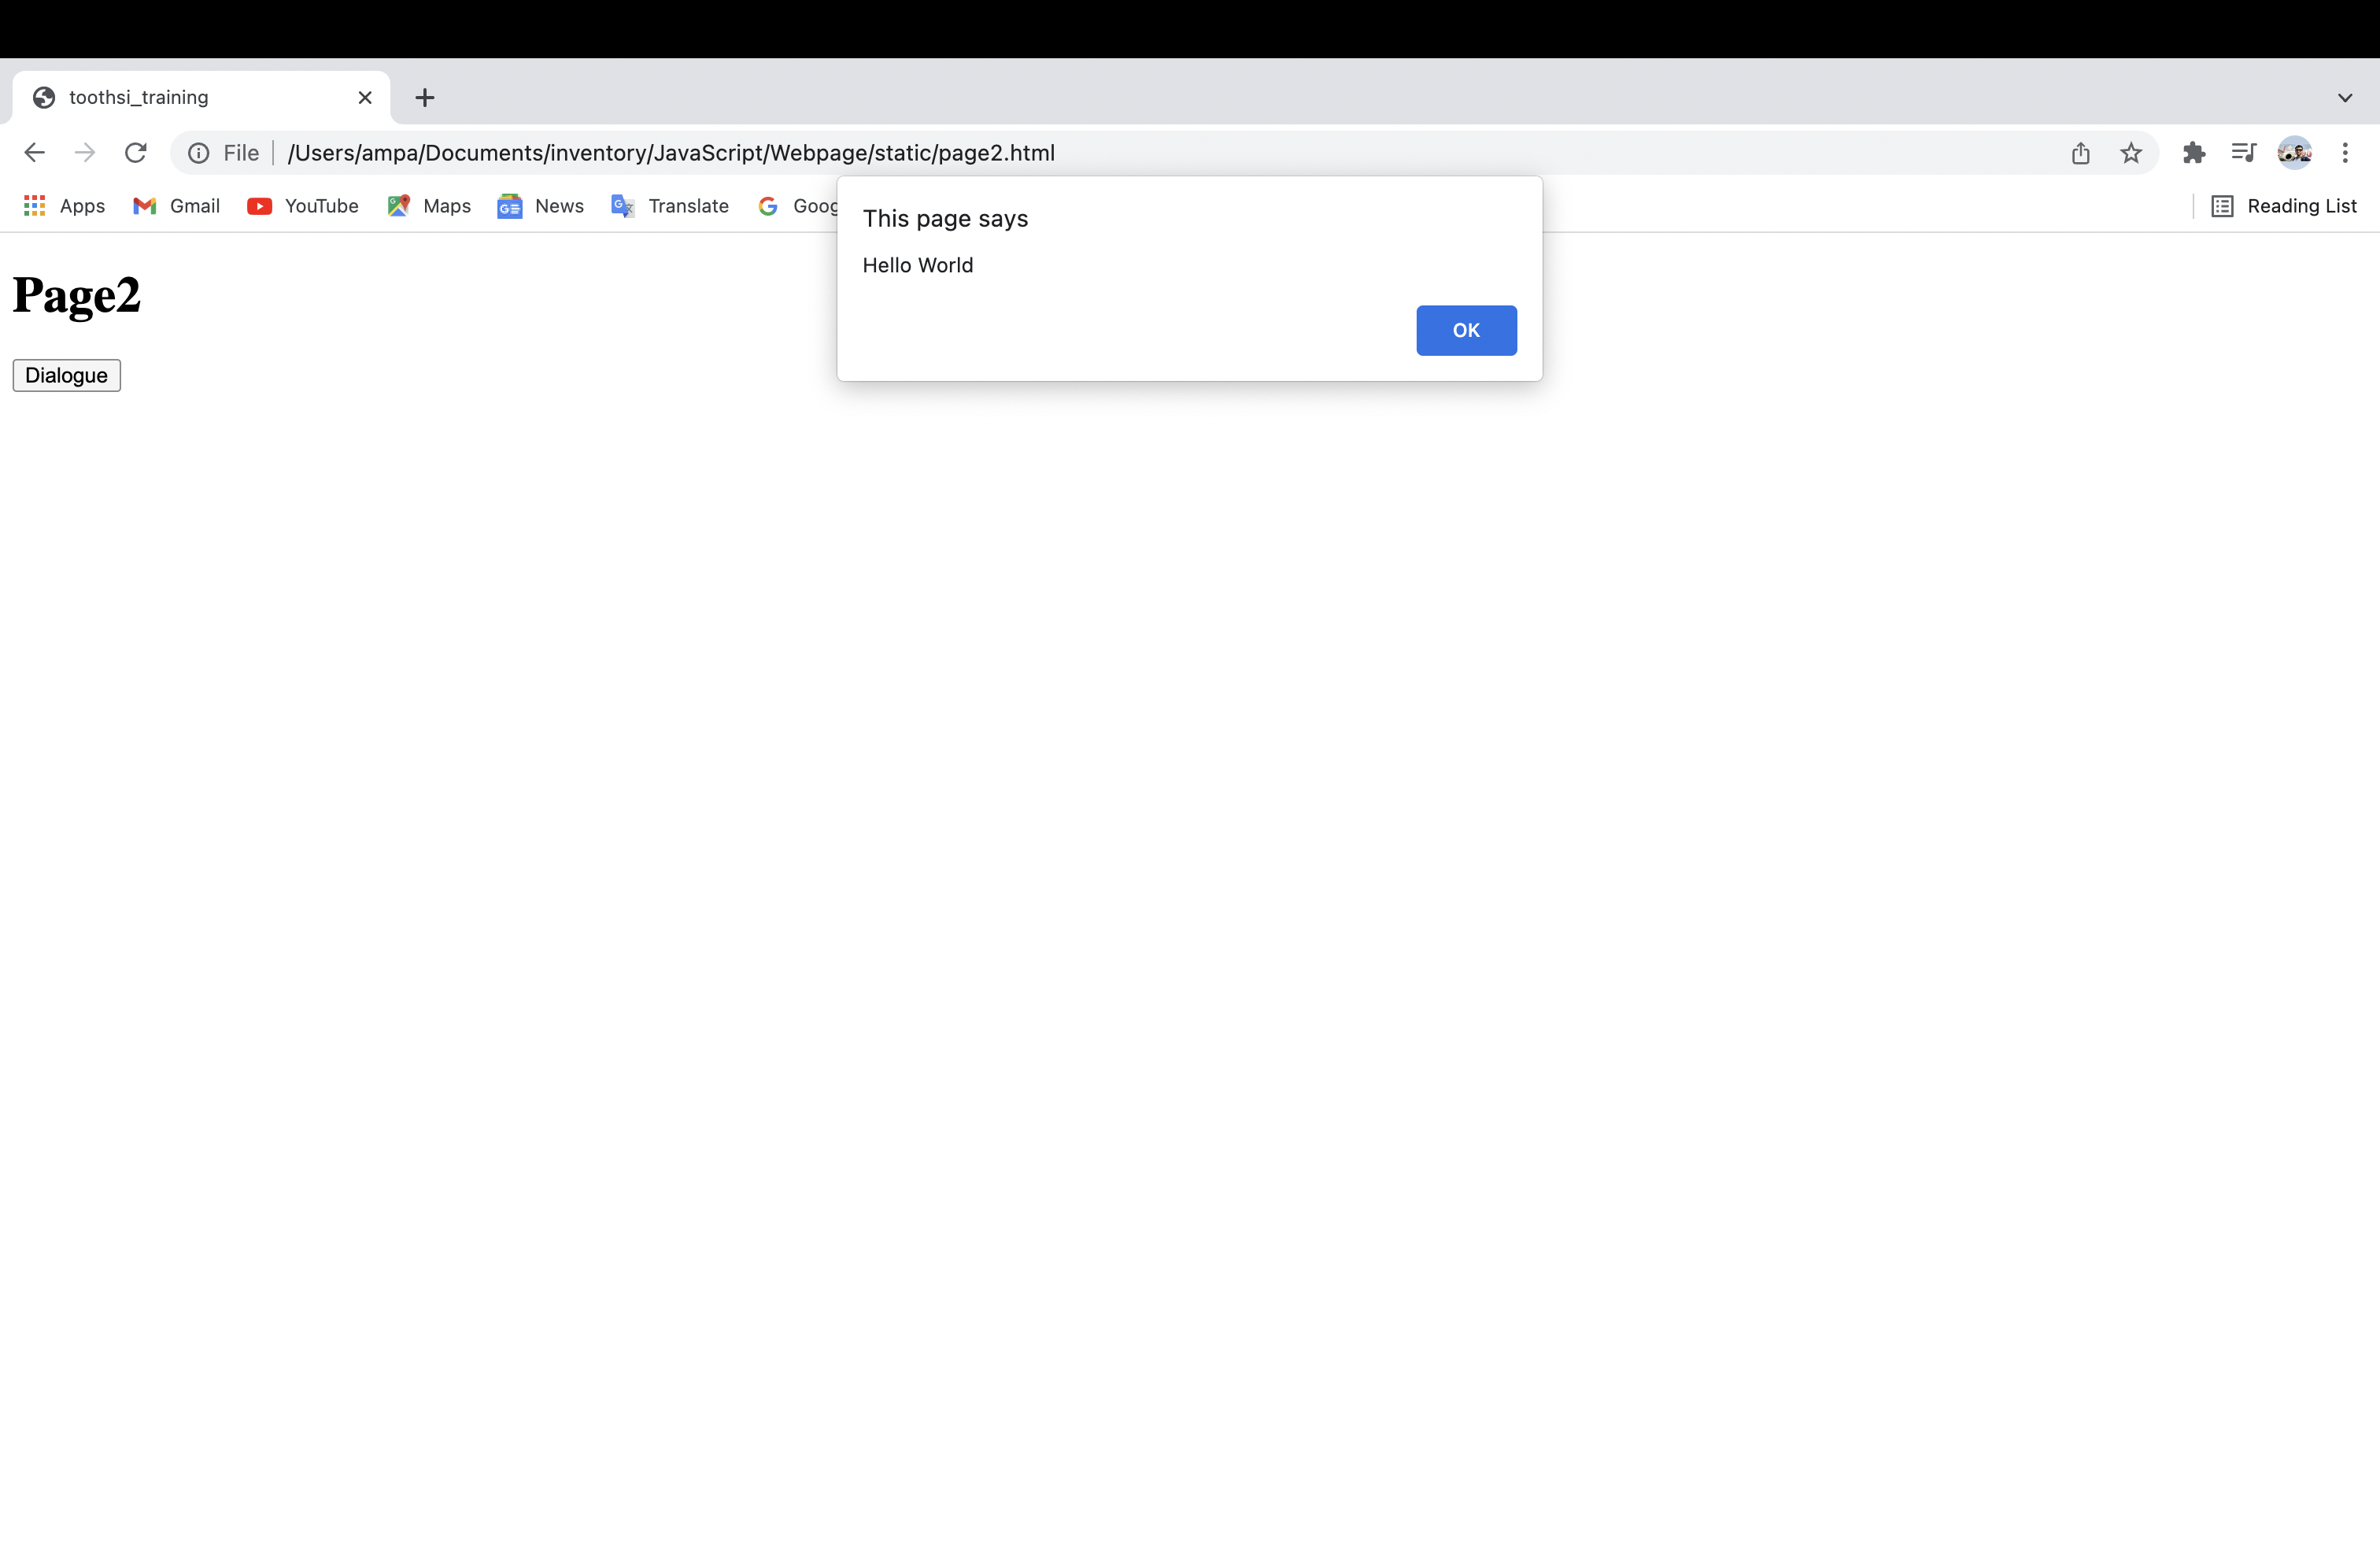 toothsi_training
File /Users/ampa/Documents/inventory/JavaScript/Webpage/static/page2.html
Apps Gmail YouTube Maps News Translate Goog Reading List
This page says
Hello World
OK
Page2
Dialogue